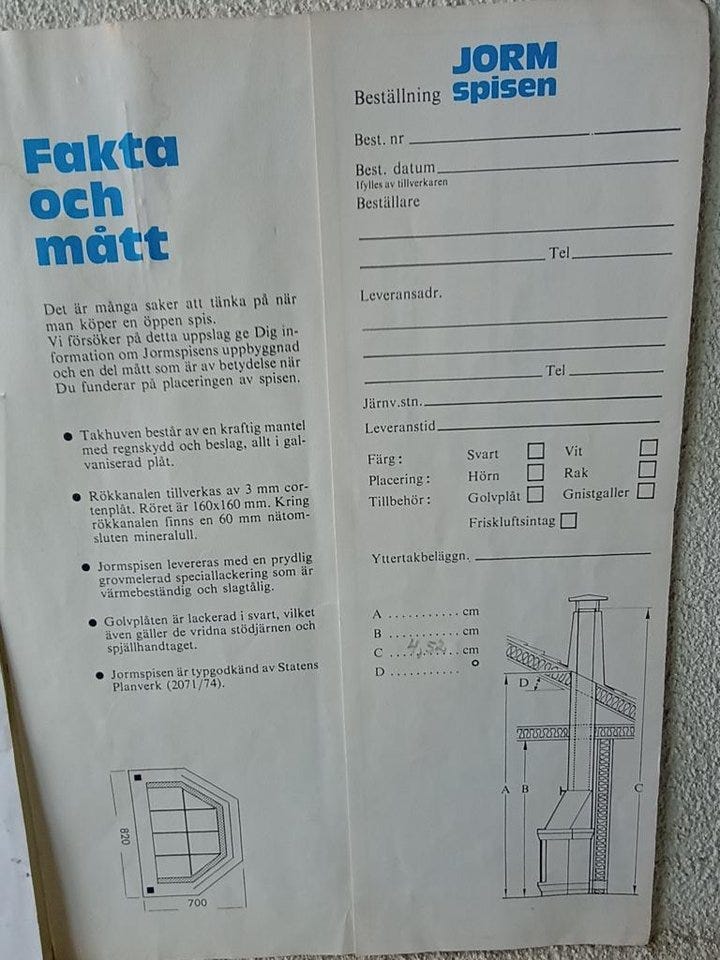 Fakta
och
mått
Det är många saker att tänka på när
man köper en öppen spis.
Vi försöker på detta uppslag ge Dig in-
formation om Jormspisens uppbyggnad
och en del mått som är av betydelse när
Du funderar på placeringen av spisen.
● Takhuven består av en kraftig mantel
med regnskydd och beslag, allt i gal-
vaniserad plåt.
● Rökkanalen tillverkas av 3 mm cor-
tenplåt. Röret är 160x160 mm. Kring
rökkanalen finns en 60 mm nätom-
sluten mineralull.
● Jormspisen levereras med en prydlig
grovmelerad speciallackering som är
värmebeständig och slagtålig.
● Golvplåten är lackerad i svart, vilket
även gäller de vridna stödjärnen och
spjällhandtaget.
● Jormspisen är typgodkänd av Statens
Planverk (2071/74).
820
700
Beställning JORM
spisen
Best. nr
Best. datum
Ifylles av tillverkaren
Beställare
Tel
Leveransadr.
Tel
Järnv.stn.
Leveranstid
Färg: Svart Vit
Placering: Hörn Rak
Tillbehör: Golvplåt Gnistgaller
Friskluftsintag
Yttertakbeläggn.
A .......... cm
B .......... cm
C ....4,52.... cm
D .......... °
D
A B C